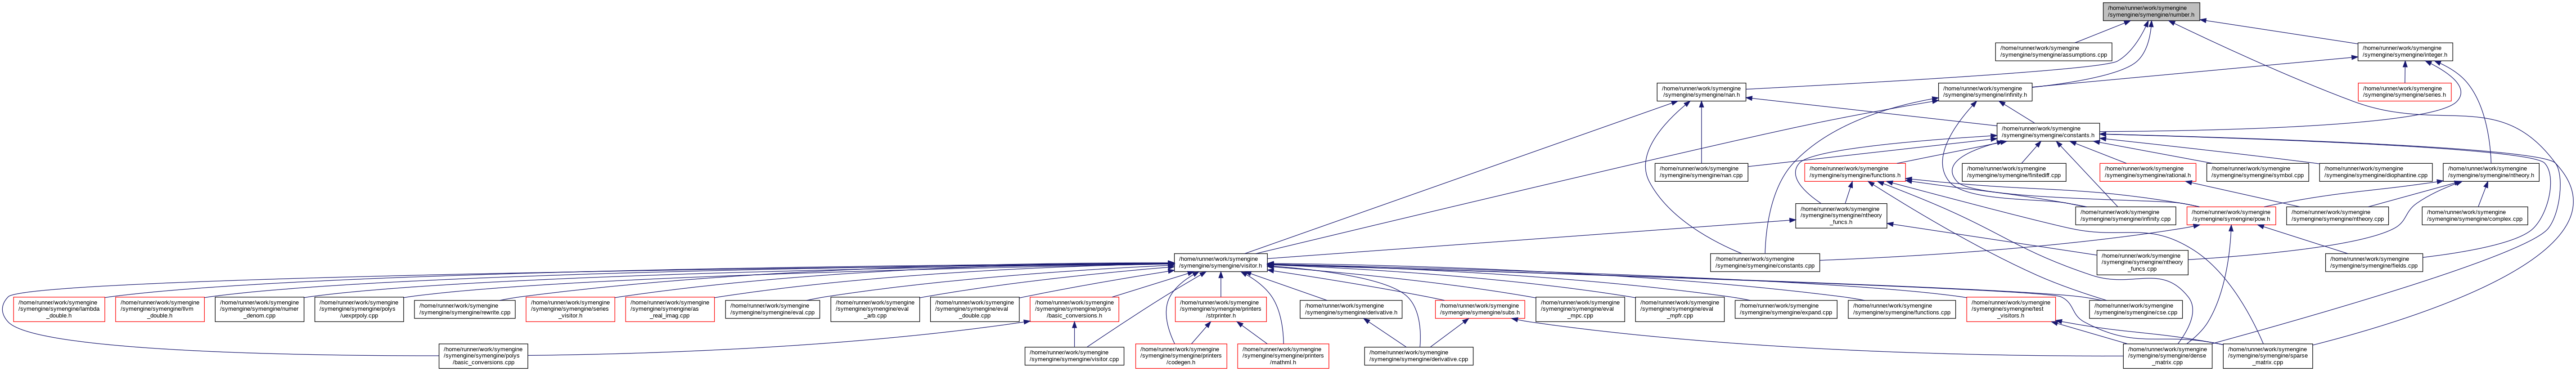 /home/runner/work/symengine
/symengine/symengine/number.h
/home/runner/work/symengine
/symengine/symengine/assumptions.cpp
/home/runner/work/symengine
/symengine/symengine/integer.h
/home/runner/work/symengine
/symengine/symengine/nan.h
/home/runner/work/symengine
/symengine/symengine/infinity.h
/home/runner/work/symengine
/symengine/symengine/series.h
/home/runner/work/symengine
/symengine/symengine/constants.h
/home/runner/work/symengine
/symengine/symengine/nan.cpp
/home/runner/work/symengine
/symengine/symengine/functions.h
/home/runner/work/symengine
/symengine/symengine/finitediff.cpp
/home/runner/work/symengine
/symengine/symengine/rational.h
/home/runner/work/symengine
/symengine/symengine/symbol.cpp
/home/runner/work/symengine
/symengine/symengine/diophantine.cpp
/home/runner/work/symengine
/symengine/symengine/ntheory.h
/home/runner/work/symengine
/symengine/symengine/ntheory
_funcs.h
/home/runner/work/symengine
/symengine/symengine/infinity.cpp
/home/runner/work/symengine
/symengine/symengine/pow.h
/home/runner/work/symengine
/symengine/symengine/ntheory.cpp
/home/runner/work/symengine
/symengine/symengine/complex.cpp
/home/runner/work/symengine
/symengine/symengine/visitor.h
/home/runner/work/symengine
/symengine/symengine/constants.cpp
/home/runner/work/symengine
/symengine/symengine/ntheory
_funcs.cpp
/home/runner/work/symengine
/symengine/symengine/fields.cpp
/home/runner/work/symengine
/symengine/symengine/lambda
_double.h
/home/runner/work/symengine
/symengine/symengine/llvm
_double.h
/home/runner/work/symengine
/symengine/symengine/numer
_denom.cpp
/home/runner/work/symengine
/symengine/symengine/polys
/uexprpoly.cpp
/home/runner/work/symengine
/symengine/symengine/rewrite.cpp
/home/runner/work/symengine
/symengine/symengine/series
_visitor.h
/home/runner/work/symengine
/symengine/symengine/as
_real_imag.cpp
/home/runner/work/symengine
/symengine/symengine/eval.cpp
/home/runner/work/symengine
/symengine/symengine/eval
_arb.cpp
/home/runner/work/symengine
/symengine/symengine/eval
_double.cpp
/home/runner/work/symengine
/symengine/symengine/polys
/basic_conversions.h
/home/runner/work/symengine
/symengine/symengine/printers
/strprinter.h
/home/runner/work/symengine
/symengine/symengine/derivative.h
/home/runner/work/symengine
/symengine/symengine/subs.h
/home/runner/work/symengine
/symengine/symengine/eval
_mpc.cpp
/home/runner/work/symengine
/symengine/symengine/eval
_mpfr.cpp
/home/runner/work/symengine
/symengine/symengine/expand.cpp
/home/runner/work/symengine
/symengine/symengine/functions.cpp
/home/runner/work/symengine
/symengine/symengine/test
_visitors.h
/home/runner/work/symengine
/symengine/symengine/cse.cpp
/home/runner/work/symengine
/symengine/symengine/polys
/basic_conversions.cpp
/home/runner/work/symengine
/symengine/symengine/visitor.cpp
/home/runner/work/symengine
/symengine/symengine/printers
/codegen.h
/home/runner/work/symengine
/symengine/symengine/printers
/mathml.h
/home/runner/work/symengine
/symengine/symengine/derivative.cpp
/home/runner/work/symengine
/symengine/symengine/dense
_matrix.cpp
/home/runner/work/symengine
/symengine/symengine/sparse
_matrix.cpp